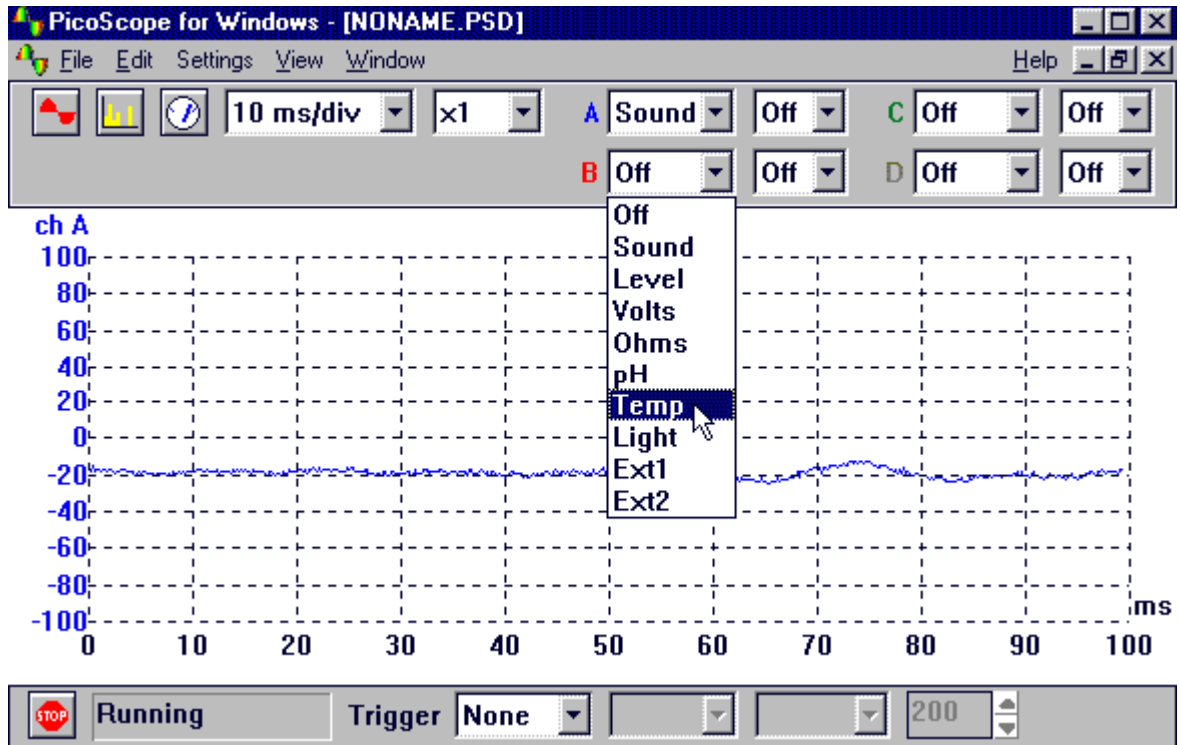 PicoScope for Windows - [NONAME.PSD]
File Edit Settings View Window Help
10 ms/div x1 A Sound Off C Off Off
B Off Off D Off Off
Off
Sound
Level
Volts
Ohms
pH
Temp
Light
Ext1
Ext2
ch A
100
80
60
40
20
0
-20
-40
-60
-80
-100
ms
0 10 20 30 40 50 60 70 80 90 100
STOP Running Trigger None 200